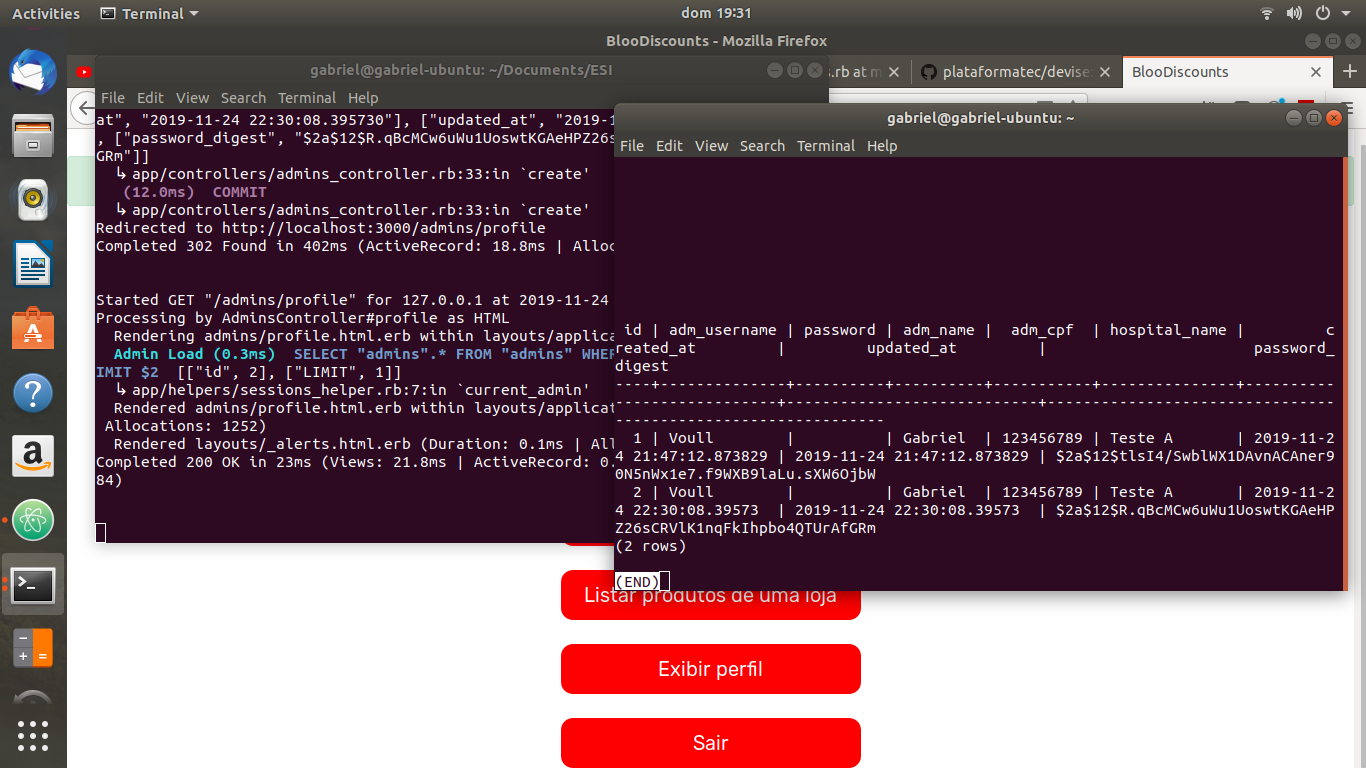 Activities
Terminal
dom 19:31
BlooDiscounts - Mozilla Firefox
s.rb at m
plataformatec/devise
BlooDiscounts
gabriel@gabriel-ubuntu: ~/Documents/ESI
File Edit View Search Terminal Help
at", "2019-11-24 22:30:08.395730"], ["updated_at", "2019-1
, ["password_digest", "$2a$12$R.qBcMCw6uWu1UoswtKGAeHPZ26s
GRm"]]
↳ app/controllers/admins_controller.rb:33:in `create'
(12.0ms) COMMIT
↳ app/controllers/admins_controller.rb:33:in `create'
Redirected to http://localhost:3000/admins/profile
Completed 302 Found in 402ms (ActiveRecord: 18.8ms | Alloc
Started GET "/admins/profile" for 127.0.0.1 at 2019-11-24
Processing by AdminsController#profile as HTML
Rendering admins/profile.html.erb within layouts/applica
Admin Load (0.3ms) SELECT "admins".* FROM "admins" WHER
IMIT $2 [["id", 2], ["LIMIT", 1]]
↳ app/helpers/sessions_helper.rb:7:in `current_admin'
Rendered admins/profile.html.erb within layouts/applicat
Allocations: 1252)
Rendered layouts/_alerts.html.erb (Duration: 0.1ms | All
Completed 200 OK in 23ms (Views: 21.8ms | ActiveRecord: 0.
84)
gabriel@gabriel-ubuntu: ~
File Edit View Search Terminal Help
id | adm_username | password | adm_name | adm_cpf | hospital_name | c
reated_at | updated_at | password_
digest
----+--------------+----------+----------+-----------+---------------+----------
------------------+----------------------------+--------------------------------
------------------------------
1 | Voull | | Gabriel | 123456789 | Teste A | 2019-11-2
4 21:47:12.873829 | 2019-11-24 21:47:12.873829 | $2a$12$tlsI4/SwblWX1DAvnACAner9
0N5nWx1e7.f9WXB9laLu.sXW6OjbW
2 | Voull | | Gabriel | 123456789 | Teste A | 2019-11-2
4 22:30:08.39573 | 2019-11-24 22:30:08.39573 | $2a$12$R.qBcMCw6uWu1UoswtKGAeHP
Z26sCRVlK1nqFkIhpbo4QTUrAfGRm
(2 rows)
(END)
Listar produtos de uma loja
Exibir perfil
Sair